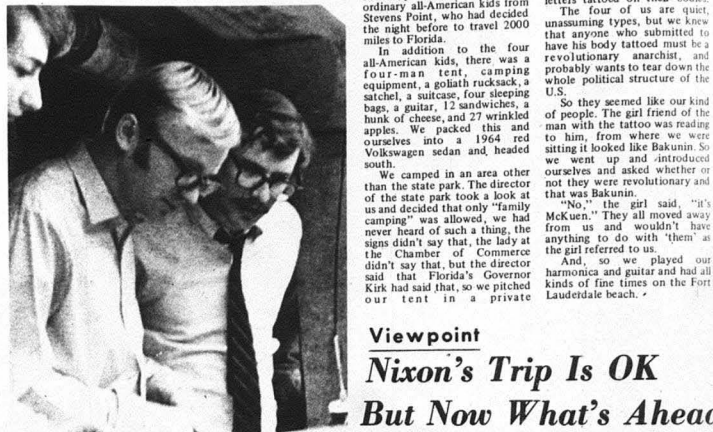 ordinary all-American kids from
Stevens Point, who had decided
the night before to travel 2000
miles to Florida.
In addition to the four
all-American kids, there was a
four-man tent, camping
equipment, a goliath rucksack, a
satchel, a suitcase, four sleeping
bags, a guitar, 12 sandwiches, a
hunk of cheese, and 27 wrinkled
apples. We packed this and
ourselves into a 1964 red
Volkswagen sedan and, headed
south.
We camped in an area other
than the state park. The director
of the state park took a look at
us and decided that only "family
camping" was allowed, we had
never heard of such a thing, the
signs didn't say that, the lady at
the Chamber of Commerce
didn't say that, but the director
said that Florida's Governor
Kirk had said that, so we pitched
our tent in a private
The four of us are quiet,
unassuming types, but we knew
that anyone who submitted to
have his body tattoed must be a
revolutionary anarchist, and
probably wants to tear down the
whole political structure of the
U.S.
So they seemed like our kind
of people. The girl friend of the
man with the tattoo was reading
to him, from where we were
sitting it looked like Bakunin. So
we went up and introduced
ourselves and asked whether or
not they were revolutionary and
that was Bakunin.
"No," the girl said, "it's
McKuen." They all moved away
from us and wouldn't have
anything to do with 'them' as
the girl referred to us.
And, so we played our
harmonica and guitar and had all
kinds of fine times on the Fort
Lauderdale beach.
Viewpoint
Nixon's Trip Is OK
But Now What's Ahead